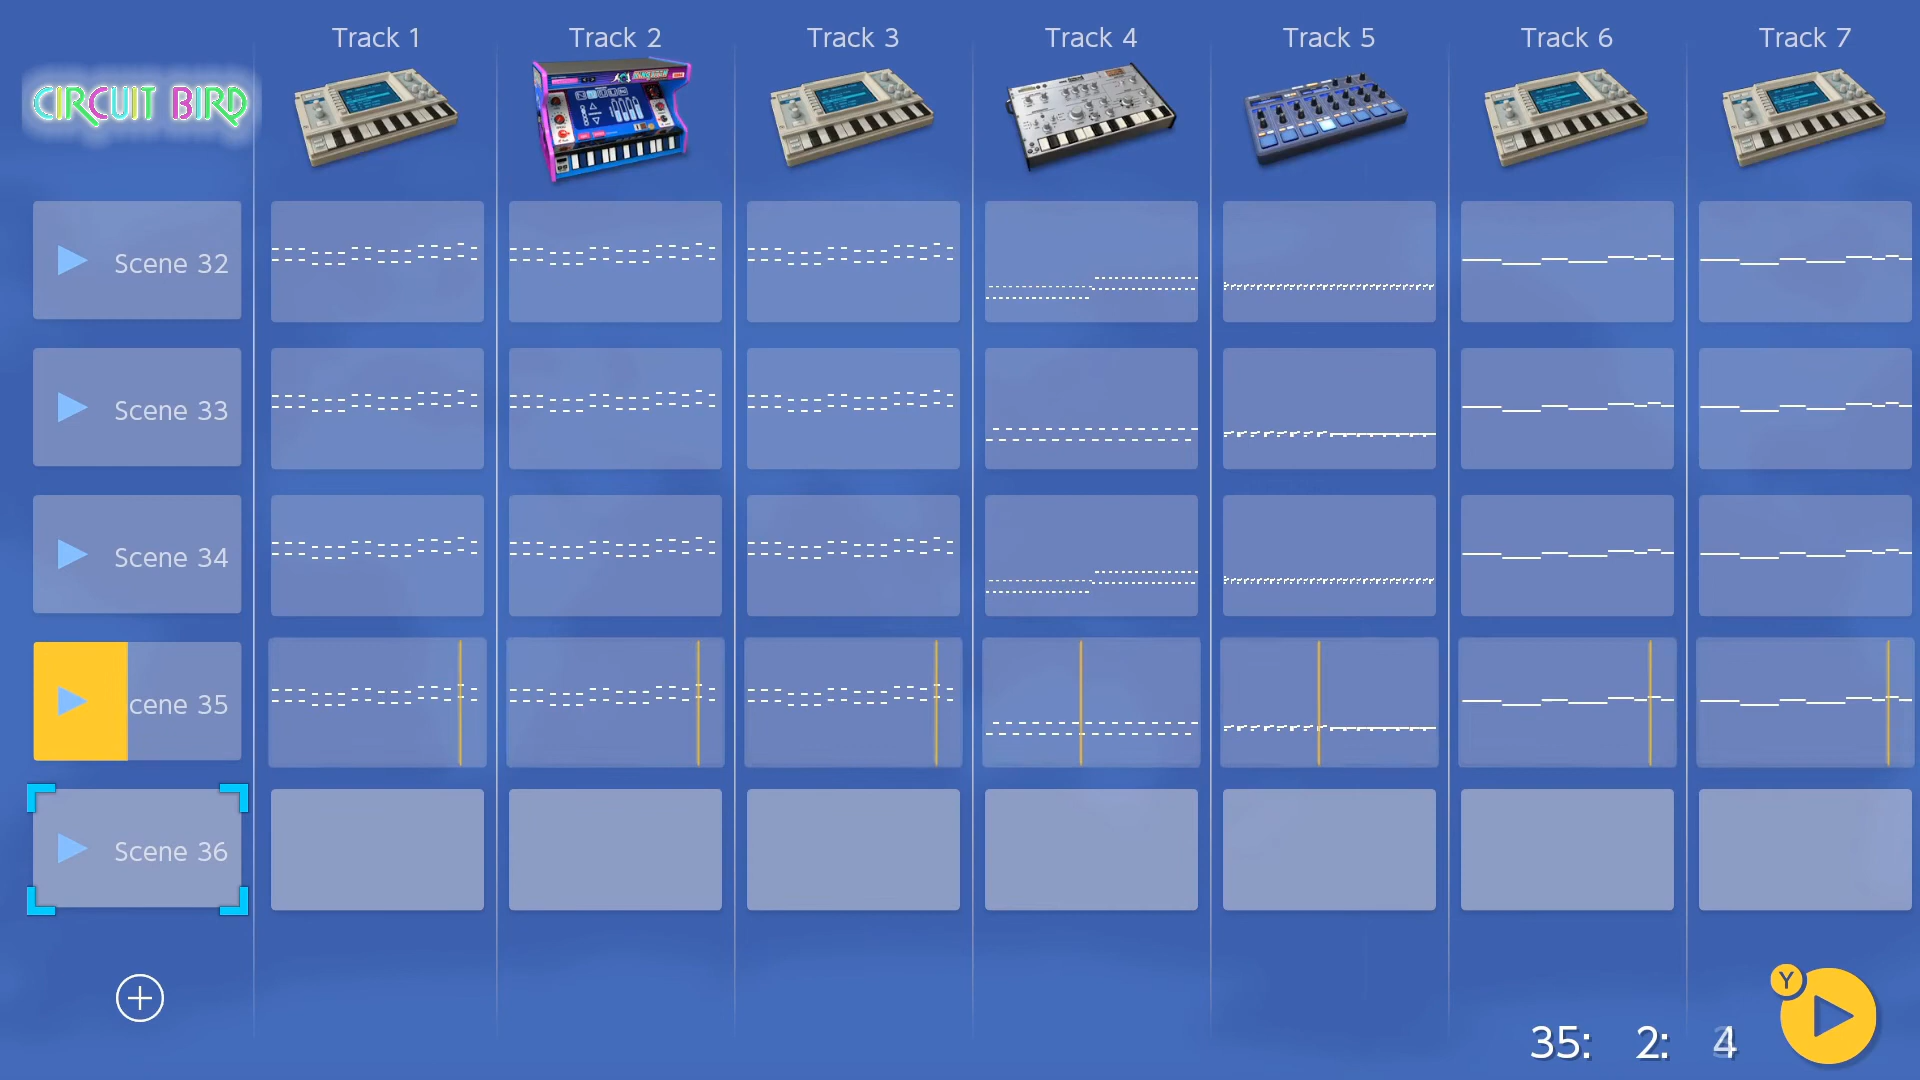 Track 1
Track 2
Track 3
Track 4
Track 5
Track 6
Track 7
CIRCUIT BIRD
Scene 32
Scene 33
Scene 34
cene 35
Scene 36
Y
35: 2: 4